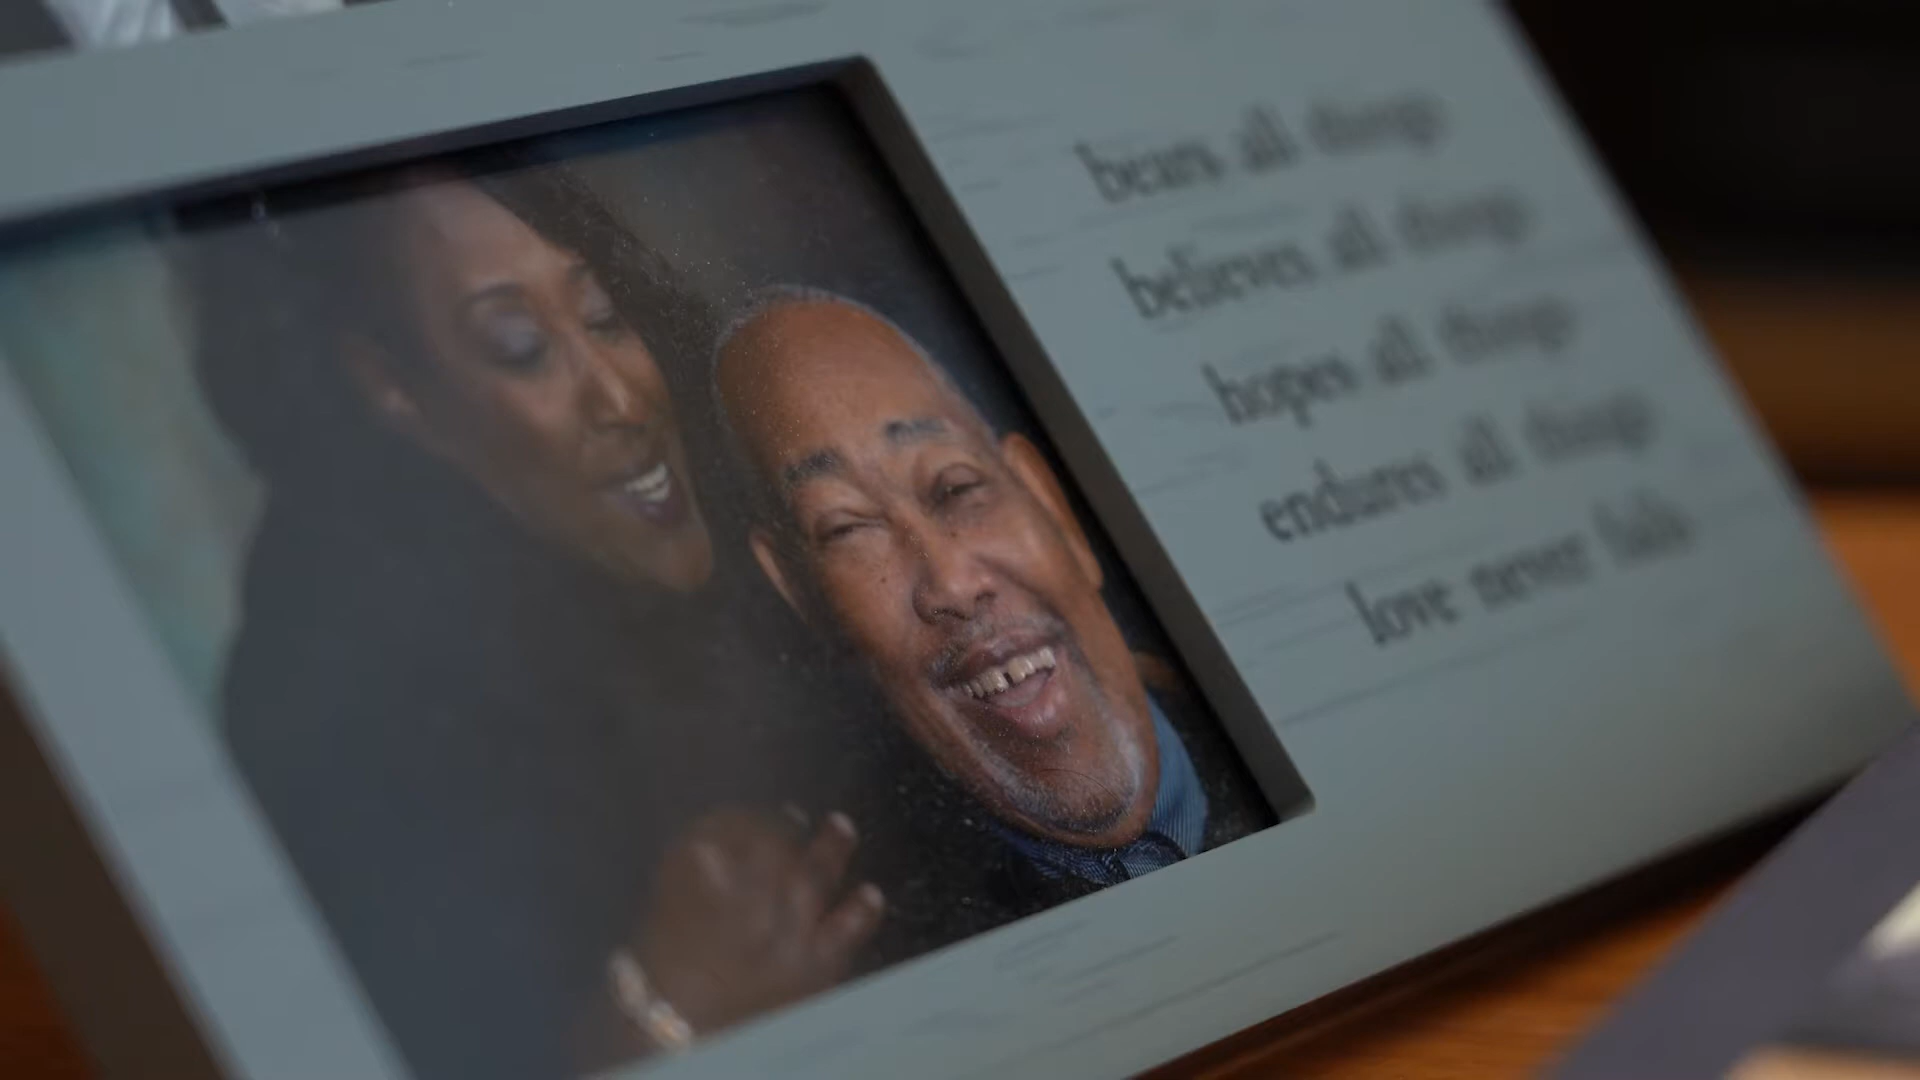 bears all things
believes all things
hopes all things
endures all things
love never fails